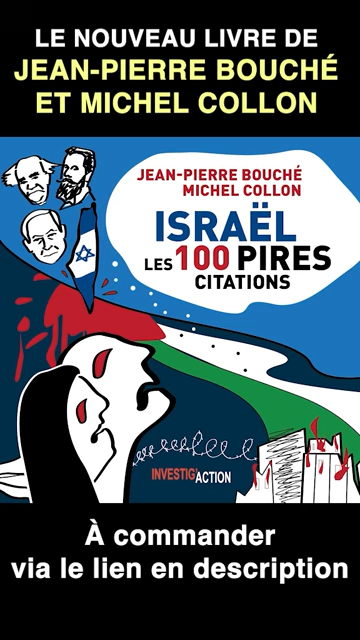 LE NOUVEAU LIVRE DE
JEAN-PIERRE BOUCHÉ
ET MICHEL COLLON
JEAN-PIERRE BOUCHÉ
MICHEL COLLON
ISRAËL
LES 100 PIRES
CITATIONS
INVESTIG'ACTION
À commander
via le lien en description